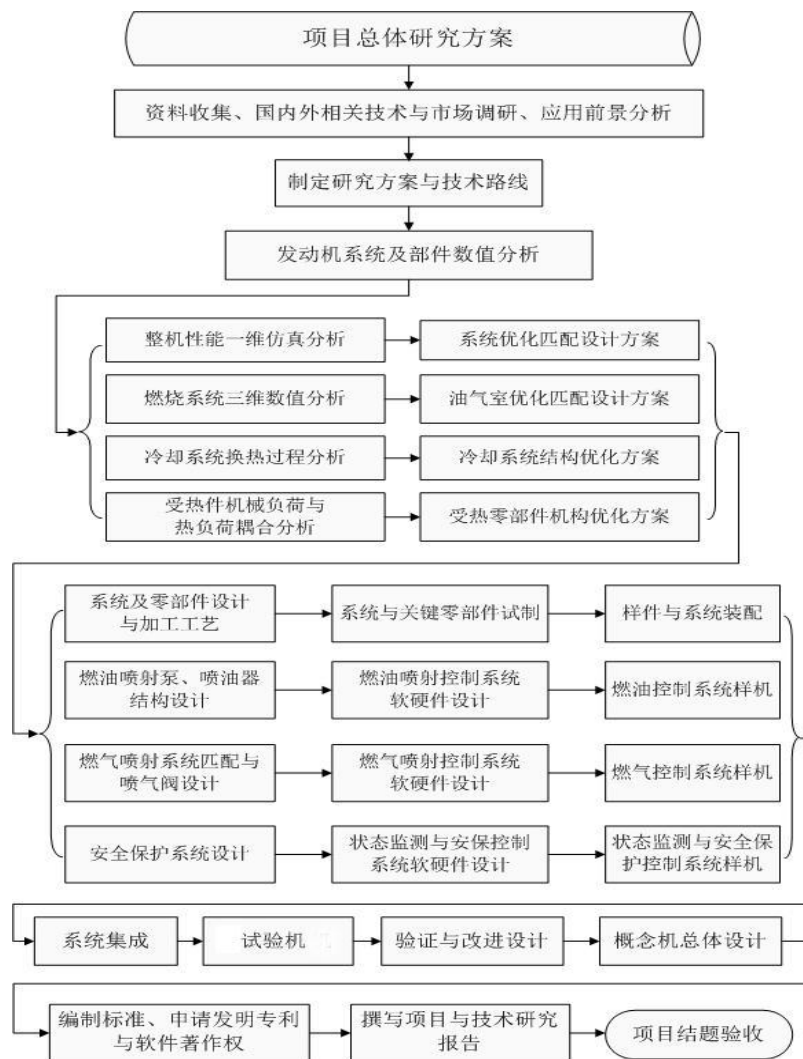 项目总体研究方案
资料收集、国内外相关技术与市场调研、应用前景分析
制定研究方案与技术路线
发动机系统及部件数值分析
整机性能一维仿真分析
系统优化匹配设计方案
燃烧系统三维数值分析
油气室优化匹配设计方案
冷却系统换热过程分析
冷却系统结构优化方案
受热件机械负荷与
热负荷耦合分析
受热零部件机构优化方案
系统及零部件设计
与加工工艺
系统与关键零部件试制
样件与系统装配
燃油喷射泵、喷油器
结构设计
燃油喷射控制系统
软硬件设计
燃油控制系统样机
燃气喷射系统匹配与
喷气阀设计
燃气喷射控制系统
软硬件设计
燃气控制系统样机
安全保护系统设计
状态监测与安保控制
系统软硬件设计
状态监测与安全保
护控制系统样机
系统集成
试验机
验证与改进设计
概念机总体设计
编制标准、申请发明专利
与软件著作权
撰写项目与技术研究
报告
项目结题验收